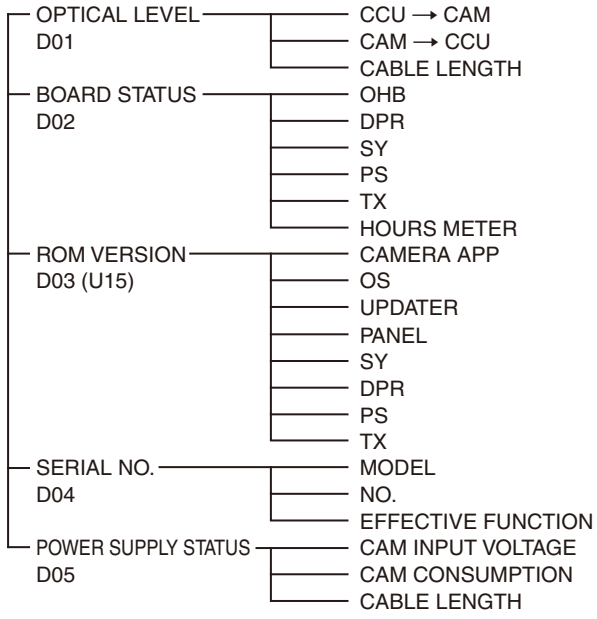 OPTICAL LEVEL CCU → CAM
D01 CAM → CCU
CABLE LENGTH
BOARD STATUS OHB
D02 DPR
SY
PS
TX
HOURS METER
ROM VERSION CAMERA APP
D03 (U15) OS
UPDATER
PANEL
SY
DPR
PS
TX
SERIAL NO. MODEL
D04 NO.
EFFECTIVE FUNCTION
POWER SUPPLY STATUS CAM INPUT VOLTAGE
D05 CAM CONSUMPTION
CABLE LENGTH